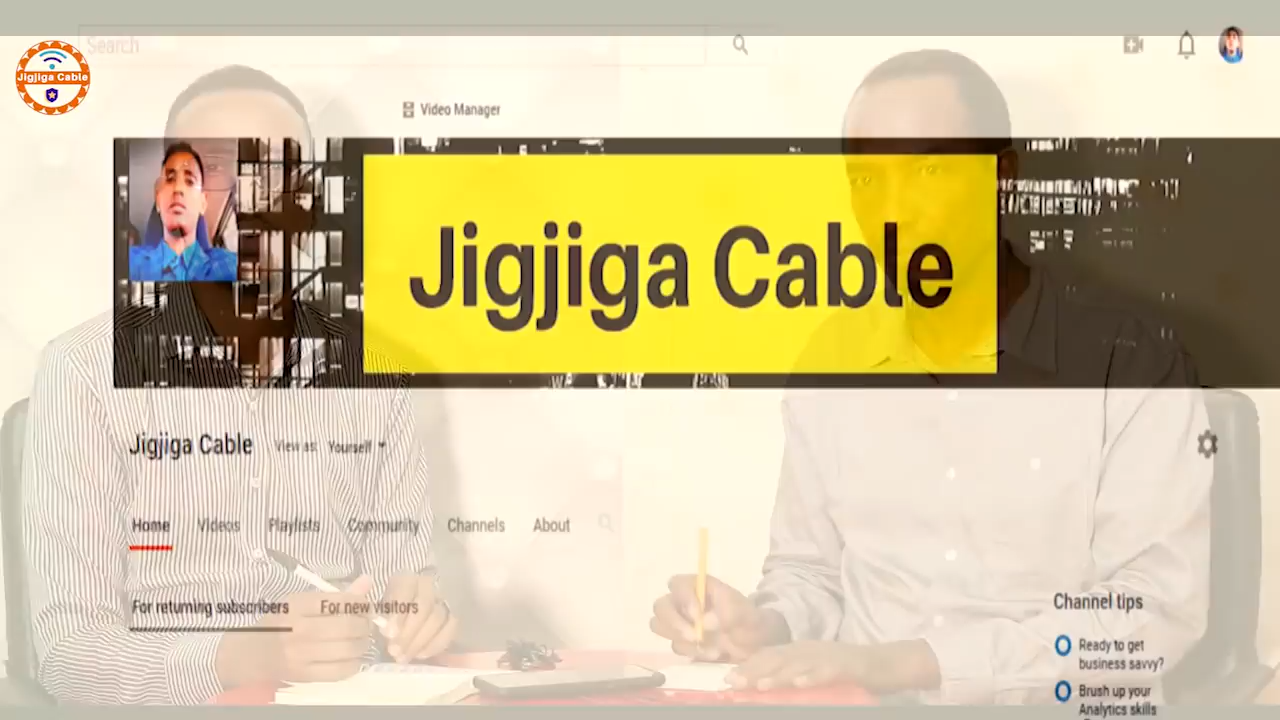 Search
Jigjiga Cable
Video Manager
Jigjiga Cable
Jigjiga Cable
View as:
Yourself
Home
Videos
Playlists
Community
Channels
About
For returning subscribers
For new visitors
Channel tips
Ready to get
business savvy?
Brush up your
Analytics skills